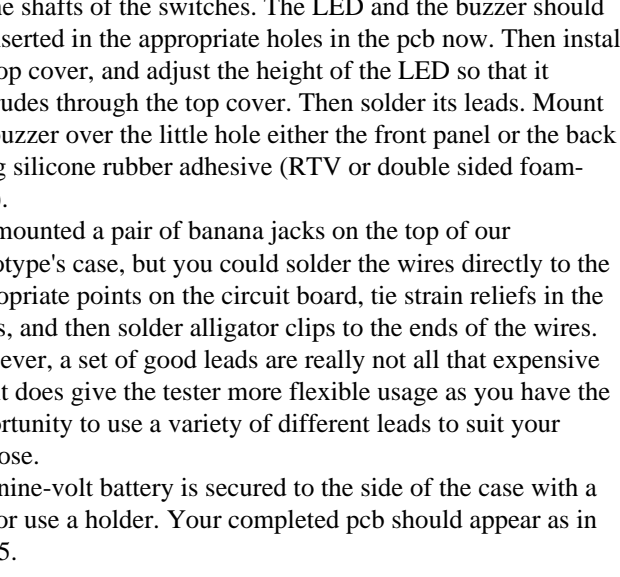 he shafts of the switches. The LED and the buzzer should
serted in the appropriate holes in the pcb now. Then instal
op cover, and adjust the height of the LED so that it
rudes through the top cover. Then solder its leads. Mount
buzzer over the little hole either the front panel or the back
g silicone rubber adhesive (RTV or double sided foam-
).
mounted a pair of banana jacks on the top of our
otype's case, but you could solder the wires directly to the
opriate points on the circuit board, tie strain reliefs in the
s, and then solder alligator clips to the ends of the wires.
ever, a set of good leads are really not all that expensive
it does give the tester more flexible usage as you have the
rtunity to use a variety of different leads to suit your
ose.
nine-volt battery is secured to the side of the case with a
or use a holder. Your completed pcb should appear as in
5.